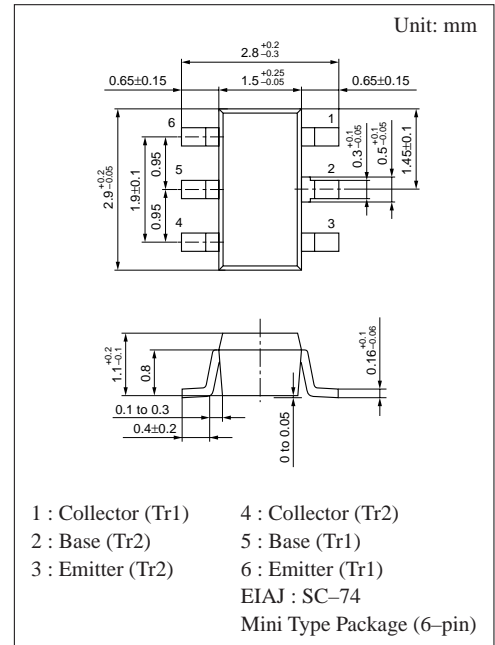 Unit: mm
2.8 +0.2 −0.3
0.65±0.15
1.5 +0.25 −0.05
0.65±0.15
6
1
5
2
4
3
2.9 +0.2 −0.05
1.9±0.1
0.95
0.95
0.3 +0.1 −0.05
0.5 +0.1 −0.05
1.45±0.1
1.1 +0.2 −0.1
0.8
0.16 +0.1 −0.06
0.1 to 0.3
0.4±0.2
0 to 0.05
1 : Collector (Tr1)
2 : Base (Tr2)
3 : Emitter (Tr2)
4 : Collector (Tr2)
5 : Base (Tr1)
6 : Emitter (Tr1)
EIAJ : SC–74
Mini Type Package (6–pin)